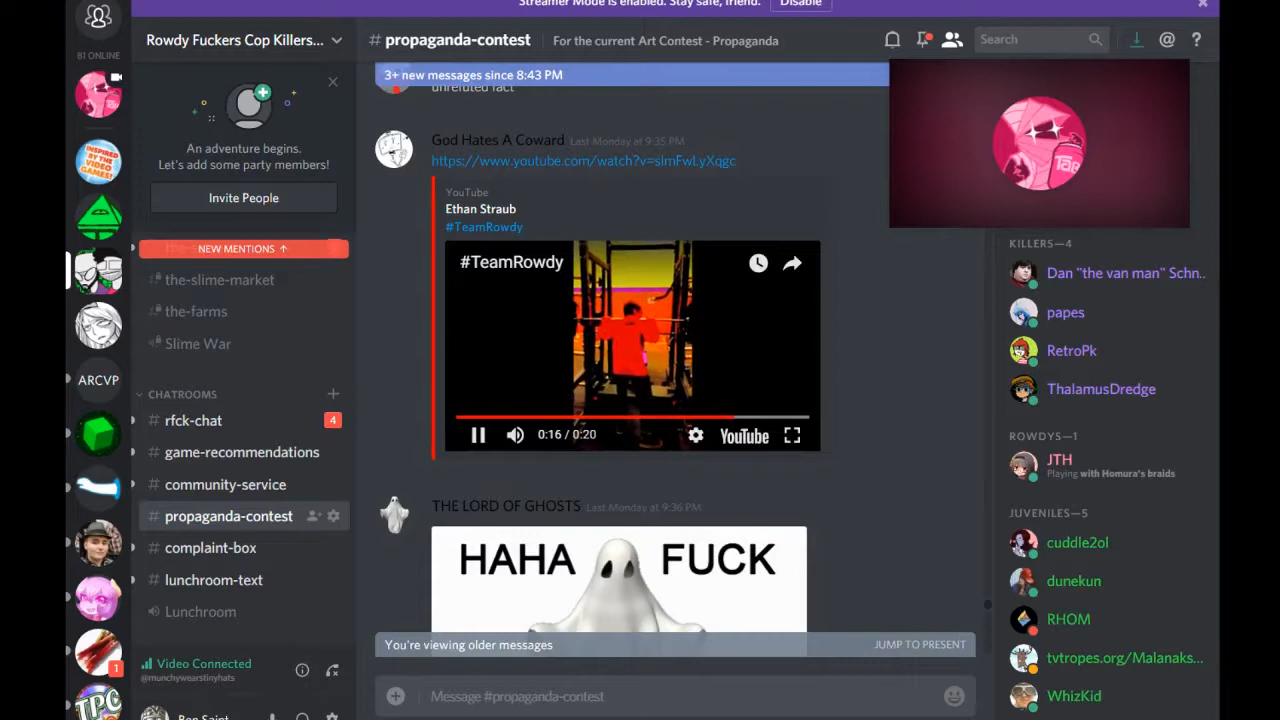 Streamer Mode is enabled. Stay safe, friend.
Disable
81 ONLINE
ARCVP
1
TPC
Rowdy Fuckers Cop Killers...
An adventure begins.
Let's add some party members!
Invite People
NEW MENTIONS ↑
the-slime-market
the-farms
Slime War
CHATROOMS
# rfck-chat 4
# game-recommendations
# community-service
# propaganda-contest
# complaint-box
# lunchroom-text
Lunchroom
Video Connected
@munchywearstinyhats
Ben Saint
# propaganda-contest
For the current Art Contest - Propaganda
Search
3+ new messages since 8:43 PM
unrefuted fact
God Hates A Coward Last Monday at 9:35 PM
https://www.youtube.com/watch?v=slmFwLyXqgc
YouTube
Ethan Straub
#TeamRowdy
#TeamRowdy
0:16 / 0:20
YouTube
THE LORD OF GHOSTS Last Monday at 9:36 PM
HAHA FUCK
You're viewing older messages
JUMP TO PRESENT
Message #propaganda-contest
TaB
KILLERS—4
Dan "the van man" Schn..
papes
RetroPk
ThalamusDredge
ROWDYS—1
JTH
Playing with Homura's braids
JUVENILES—5
cuddle2ol
dunekun
RHOM
tvtropes.org/Malanaks...
WhizKid